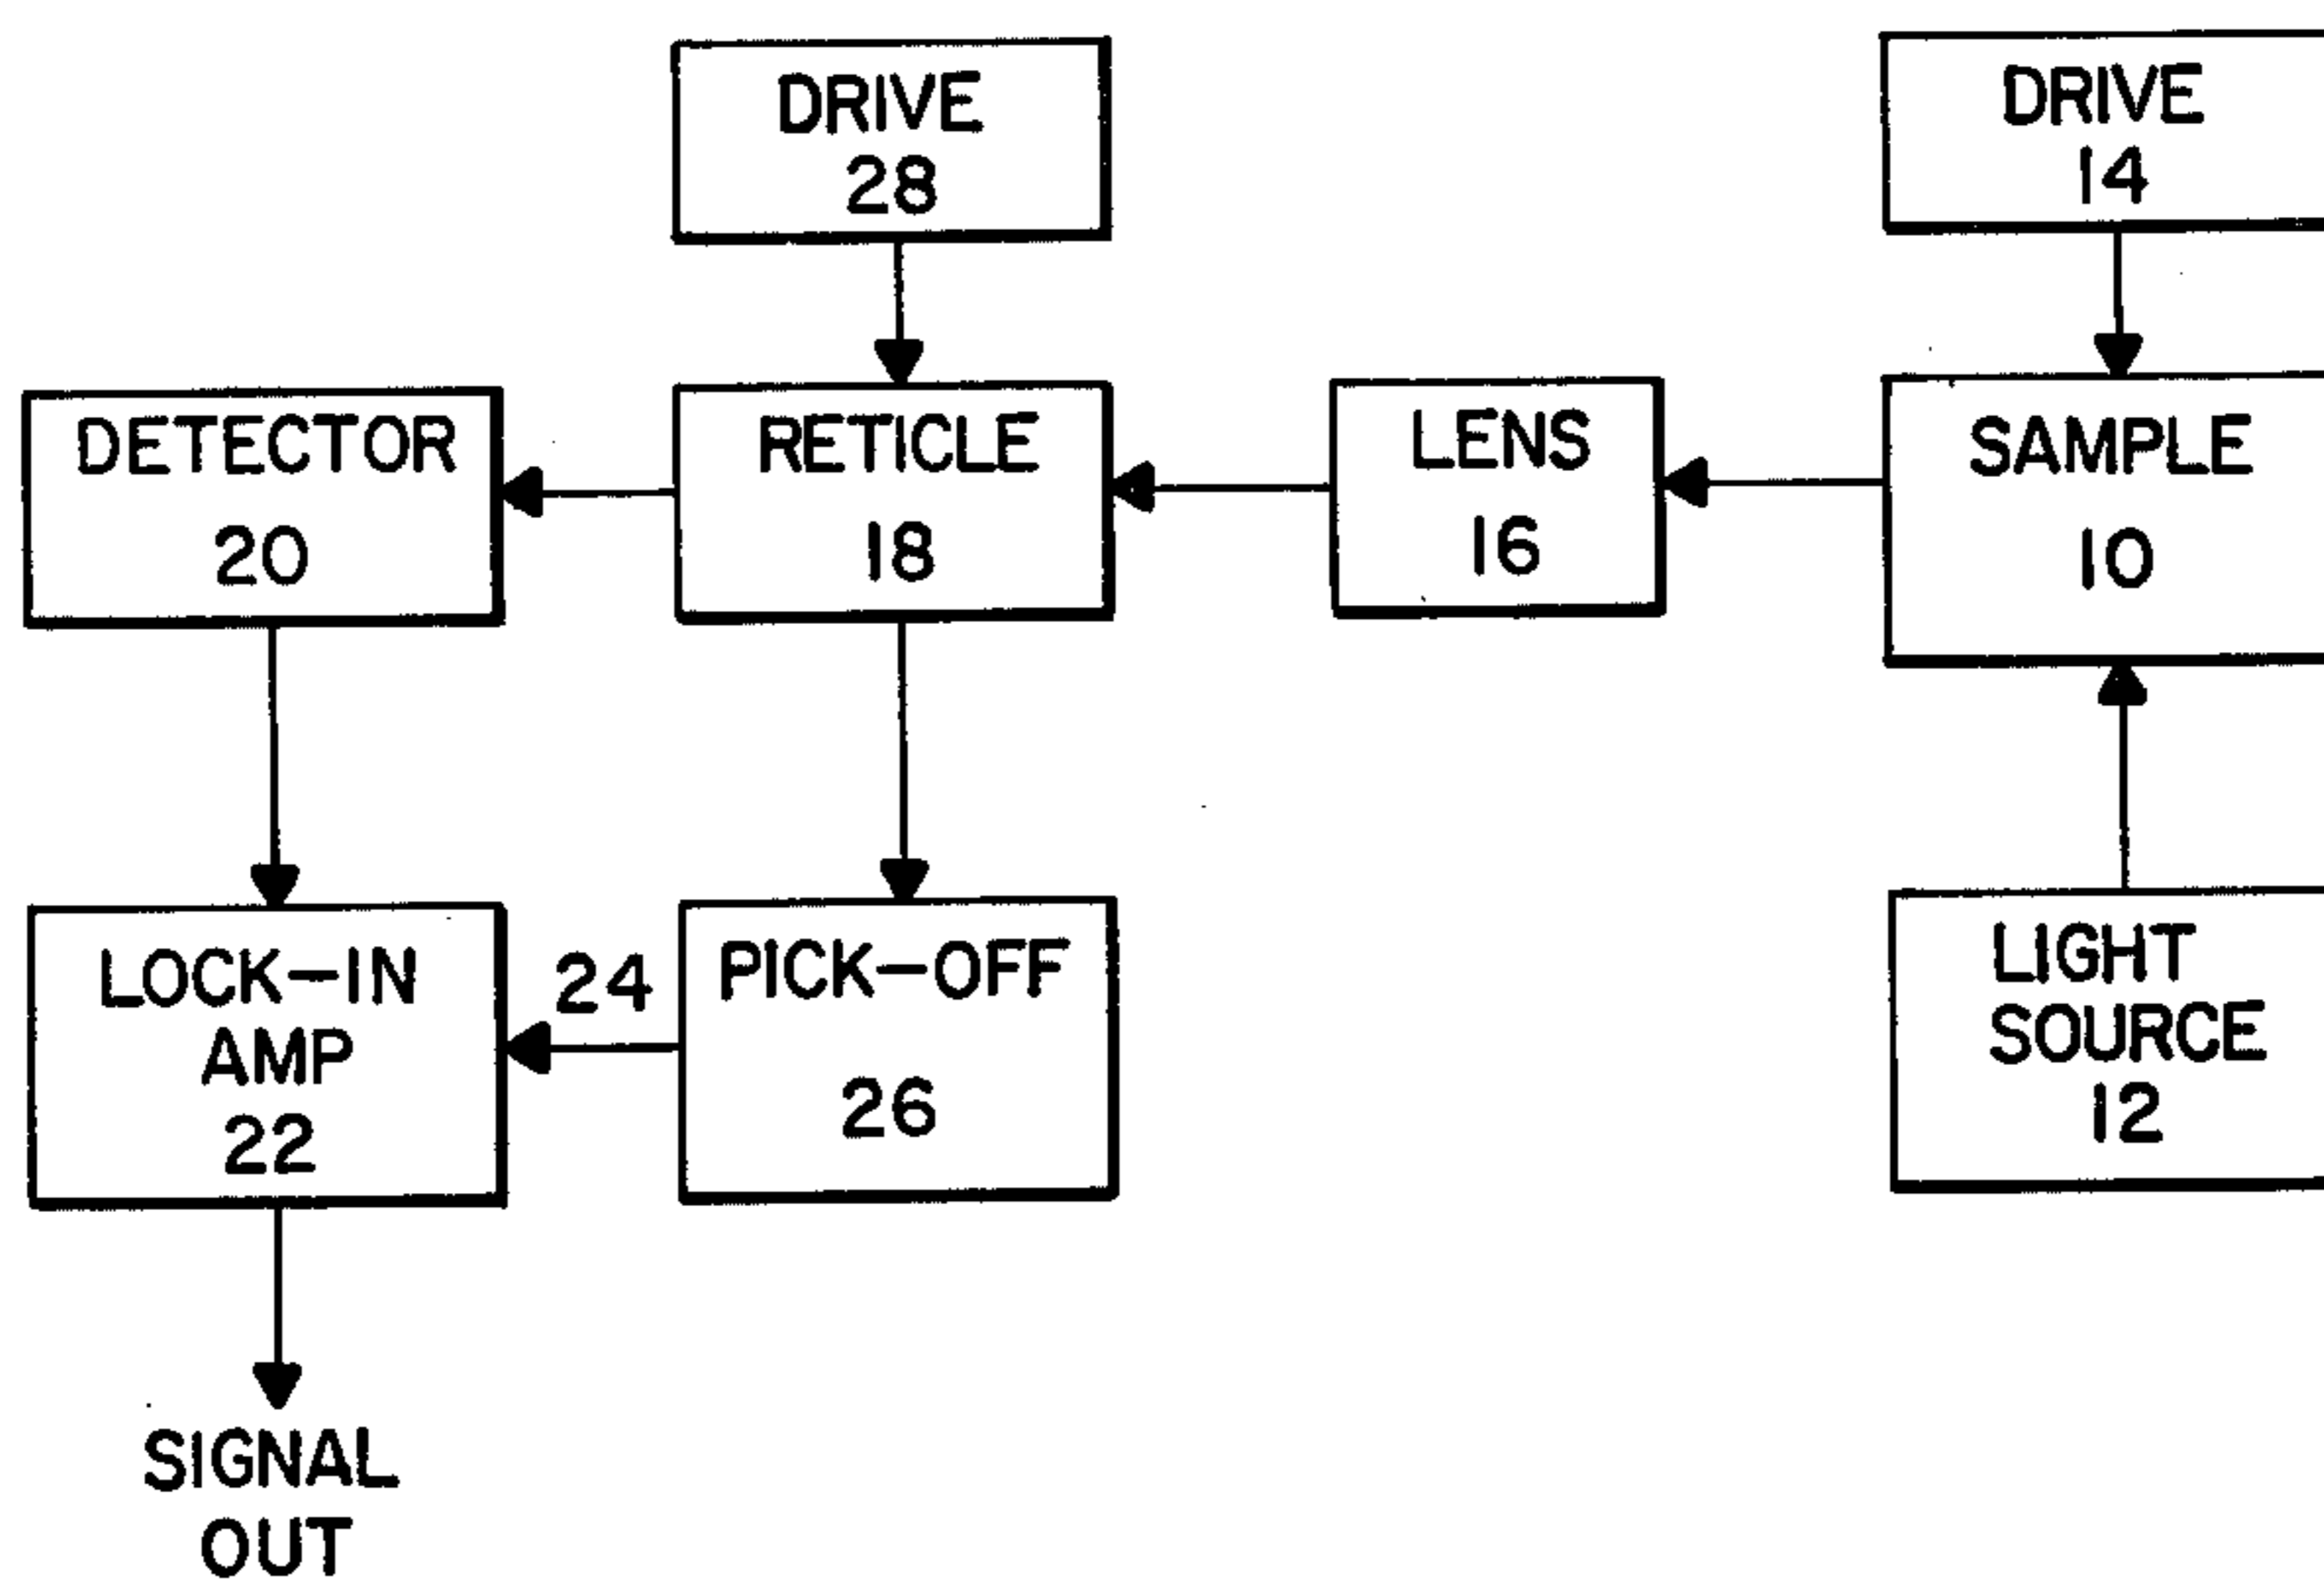 DRIVE
28
DRIVE
14
DETECTOR
20
RETICLE
18
LENS
16
SAMPLE
10
LOCK-IN
AMP
22
24
PICK-OFF
26
LIGHT
SOURCE
12
SIGNAL
OUT